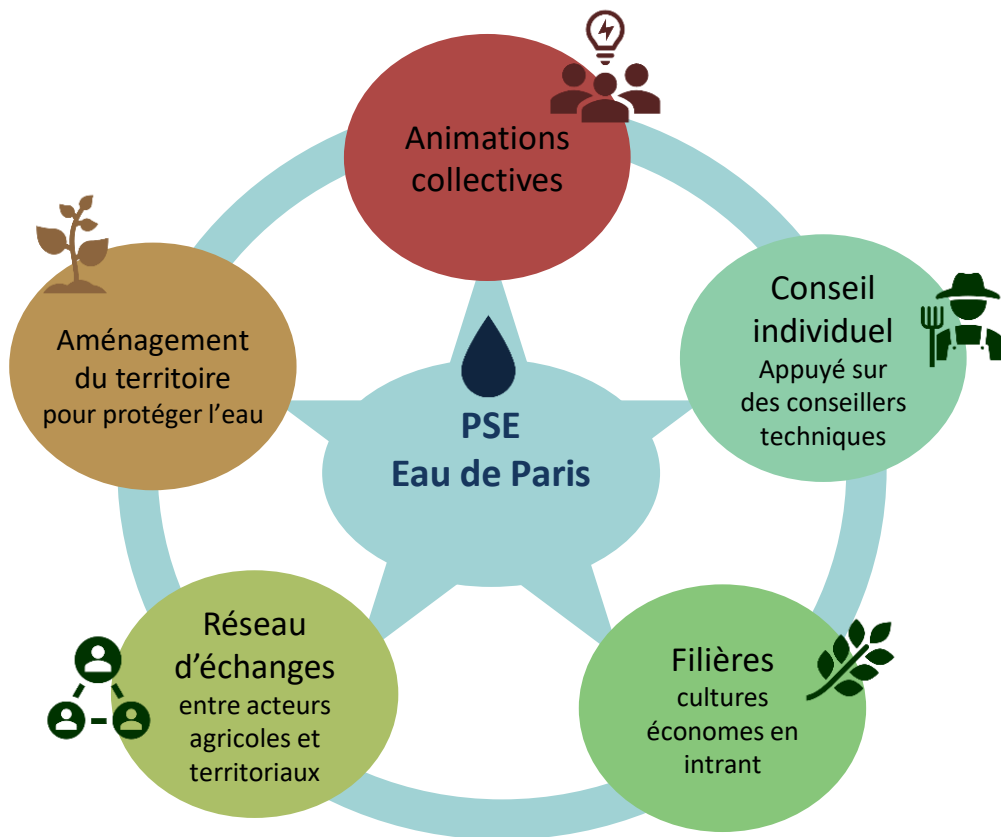 Animations
collectives
Conseil
individuel
Appuyé sur
des conseillers
techniques
Filières
cultures
économes en
intrant
Réseau
d’échanges
entre acteurs
agricoles et
territoriaux
Aménagement
du territoire
pour protéger l’eau
PSE
Eau de Paris